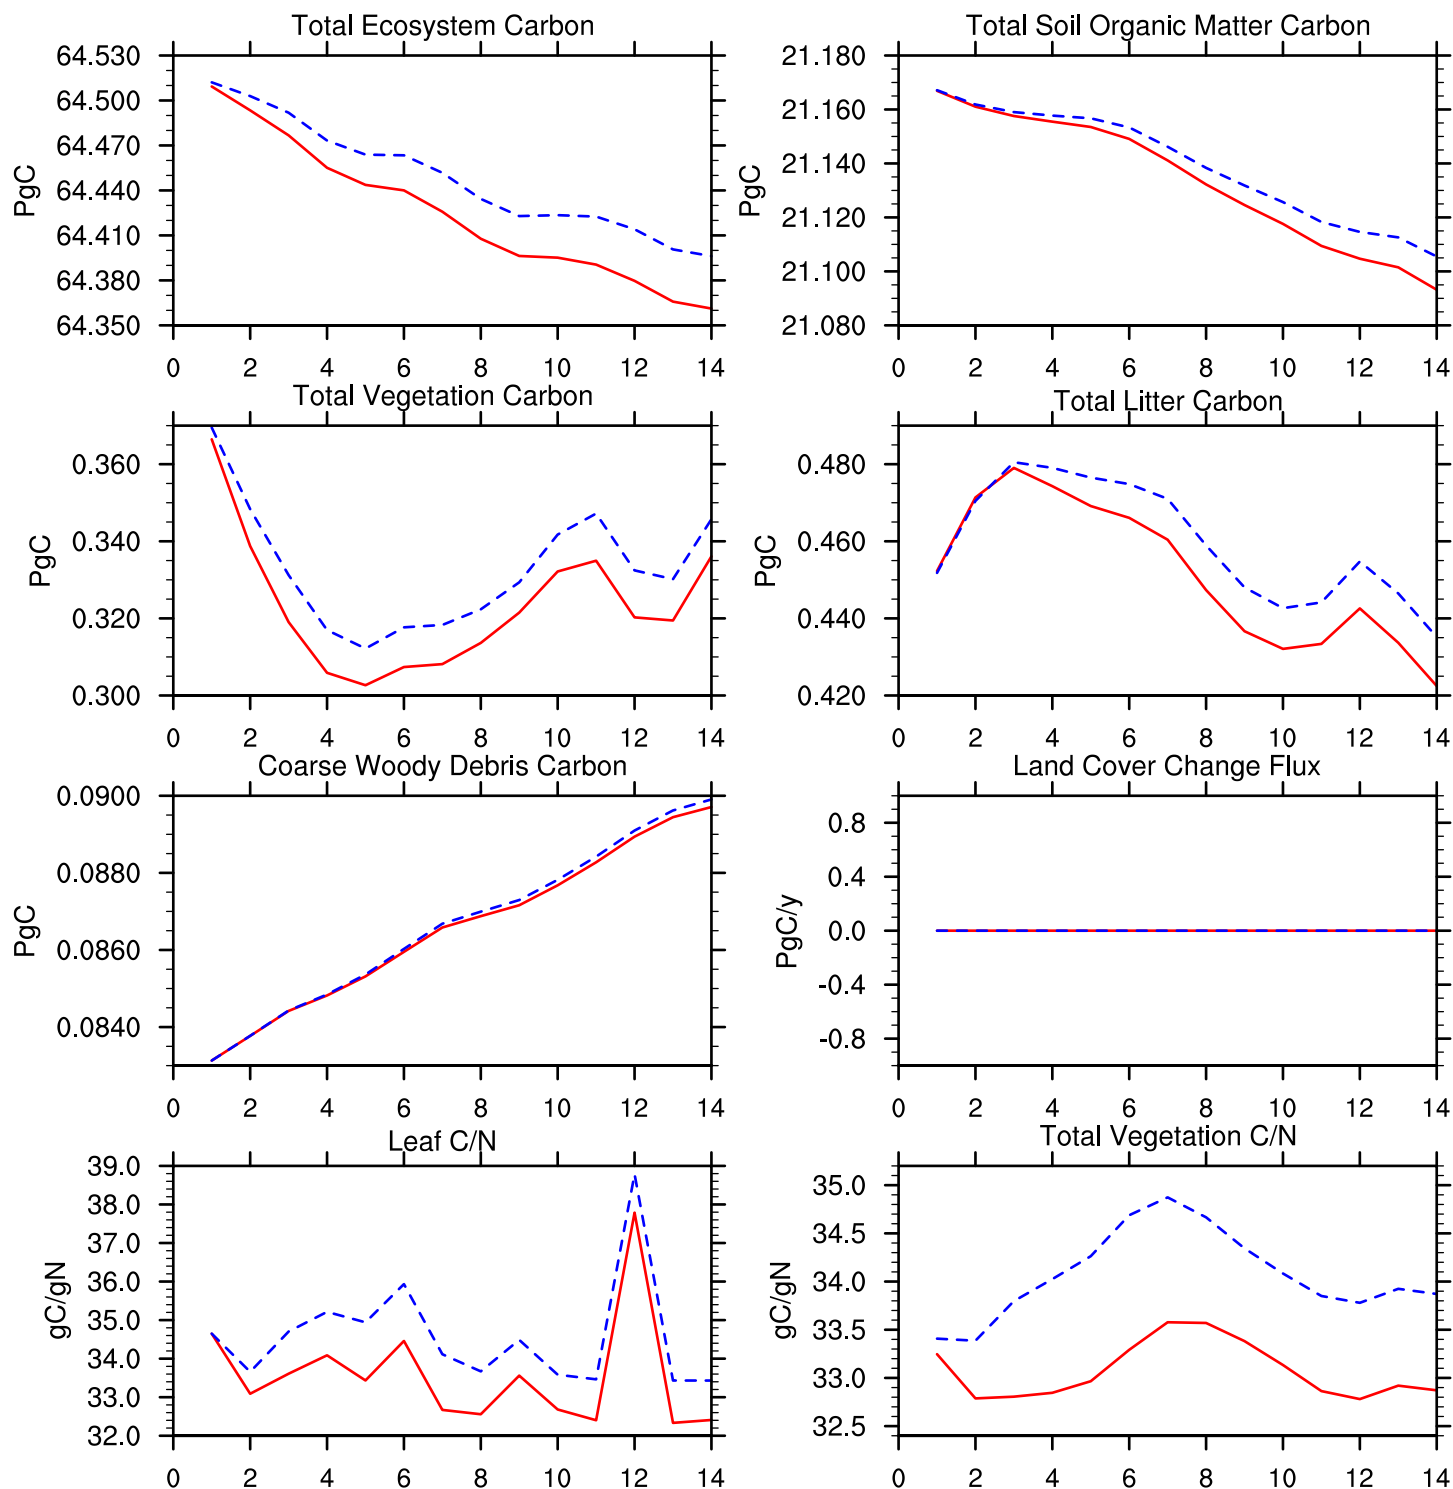 Total Ecosystem Carbon
PgC
64.530
64.500
64.470
64.440
64.410
64.380
64.350
0 2 4 6 8 10 12 14
Total Soil Organic Matter Carbon
PgC
21.180
21.160
21.140
21.120
21.100
21.080
0 2 4 6 8 10 12 14
Total Vegetation Carbon
PgC
0.360
0.340
0.320
0.300
0 2 4 6 8 10 12 14
Total Litter Carbon
PgC
0.480
0.460
0.440
0.420
0 2 4 6 8 10 12 14
Coarse Woody Debris Carbon
PgC
0.0900
0.0880
0.0860
0.0840
0 2 4 6 8 10 12 14
Land Cover Change Flux
PgC/y
0.8
0.4
0.0
-0.4
-0.8
0 2 4 6 8 10 12 14
Leaf C/N
gC/gN
39.0
38.0
37.0
36.0
35.0
34.0
33.0
32.0
0 2 4 6 8 10 12 14
Total Vegetation C/N
gC/gN
35.0
34.5
34.0
33.5
33.0
32.5
0 2 4 6 8 10 12 14